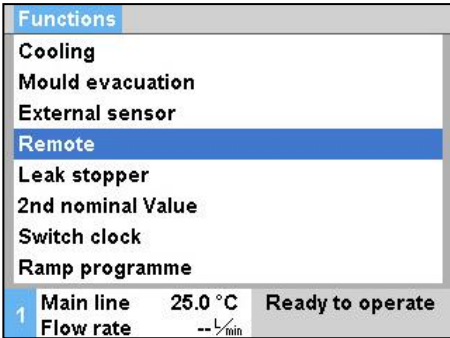 Functions
Cooling
Mould evacuation
External sensor
Remote
Leak stopper
2nd nominal Value
Switch clock
Ramp programme
1 Main line 25.0 °C Ready to operate
Flow rate -- L/min